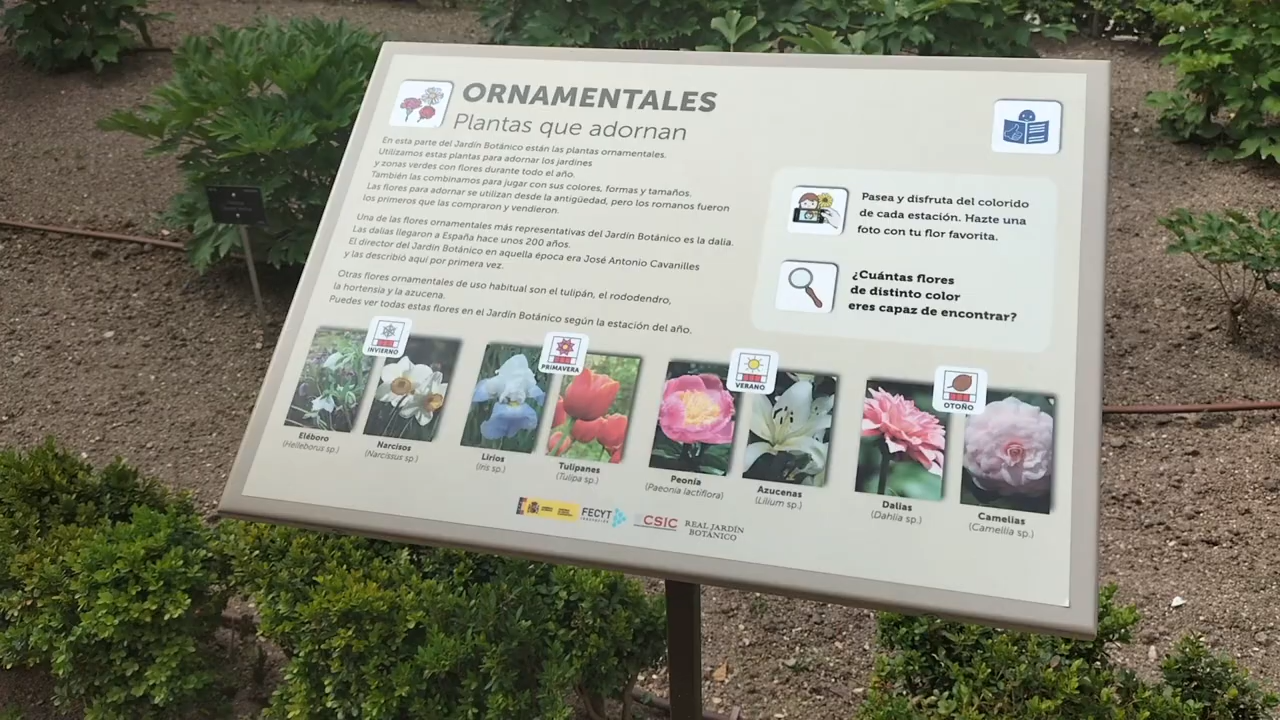 ORNAMENTALES
Plantas que adornan
En esta parte del Jardín Botánico están las plantas ornamentales.
Utilizamos estas plantas para adornar los jardines
y zonas verdes con flores durante todo el año.
También las combinamos para jugar con sus colores, formas y tamaños.
Las flores para adornar se utilizan desde la antigüedad, pero los romanos fueron
los primeros que las compraron y vendieron.
Una de las flores ornamentales más representativas del Jardín Botánico es la dalia.
Las dalias llegaron a España hace unos 200 años.
El director del Jardín Botánico en aquella época era José Antonio Cavanilles
y las describió aquí por primera vez.
Otras flores ornamentales de uso habitual son el tulipán, el rododendro,
la hortensia y la azucena.
Puedes ver todas estas flores en el Jardín Botánico según la estación del año.
Pasea y disfruta del colorido
de cada estación. Hazte una
foto con tu flor favorita.
¿Cuántas flores
de distinto color
eres capaz de encontrar?
INVIERNO
PRIMAVERA
VERANO
OTOÑO
Eléboro
(Helleborus sp.)
Narcisos
(Narcissus sp.)
Lirios
(Iris sp.)
Tulipanes
(Tulipa sp.)
Peonía
(Paeonia lactiflora)
Azucenas
(Lilium sp.)
Dalias
(Dahlia sp.)
Camelias
(Camellia sp.)
FECYT
CSIC
REAL JARDÍN
BOTÁNICO